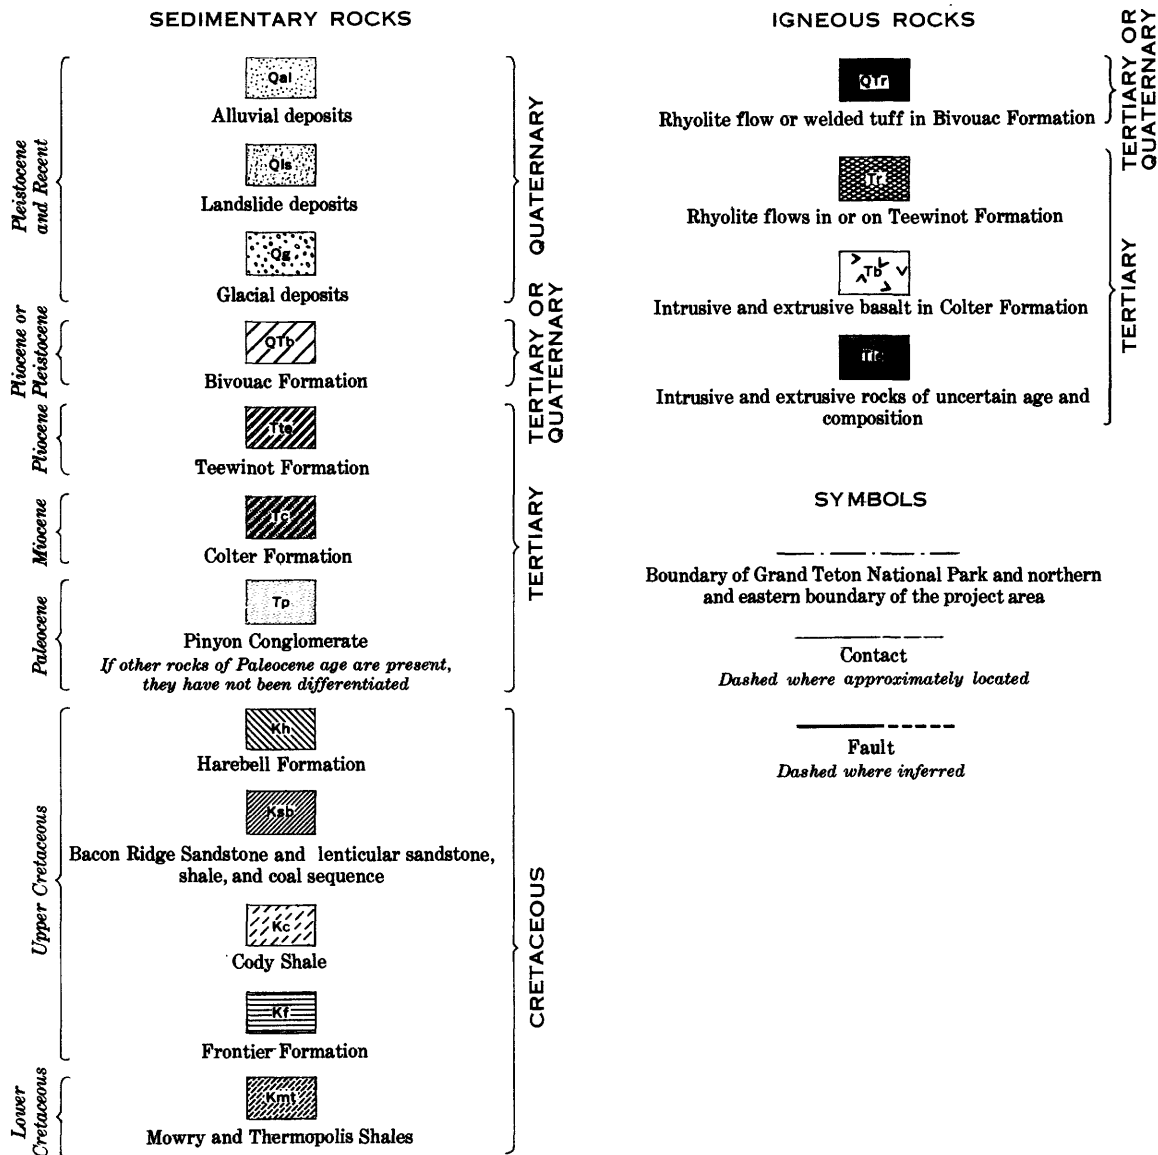 SEDIMENTARY ROCKS
Qal
Alluvial deposits
Qls
Landslide deposits
Qg
Glacial deposits
Pleistocene
and Recent
QUATERNARY
QTb
Bivouac Formation
Pliocene or
Pleistocene
TERTIARY OR
QUATERNARY
Tte
Teewinot Formation
Pliocene
Tc
Colter Formation
Miocene
Tp
Pinyon Conglomerate
If other rocks of Paleocene age are present,
they have not been differentiated
Paleocene
TERTIARY
Kh
Harebell Formation
Ksb
Bacon Ridge Sandstone and lenticular sandstone,
shale, and coal sequence
Kc
Cody Shale
Kf
Frontier Formation
Upper Cretaceous
Kmt
Mowry and Thermopolis Shales
Lower
Cretaceous
CRETACEOUS
IGNEOUS ROCKS
QTr
Rhyolite flow or welded tuff in Bivouac Formation
TERTIARY OR
QUATERNARY
Tr
Rhyolite flows in or on Teewinot Formation
Tb
Intrusive and extrusive basalt in Colter Formation
Intrusive and extrusive rocks of uncertain age and
composition
TERTIARY
SYMBOLS
Boundary of Grand Teton National Park and northern
and eastern boundary of the project area
Contact
Dashed where approximately located
Fault
Dashed where inferred